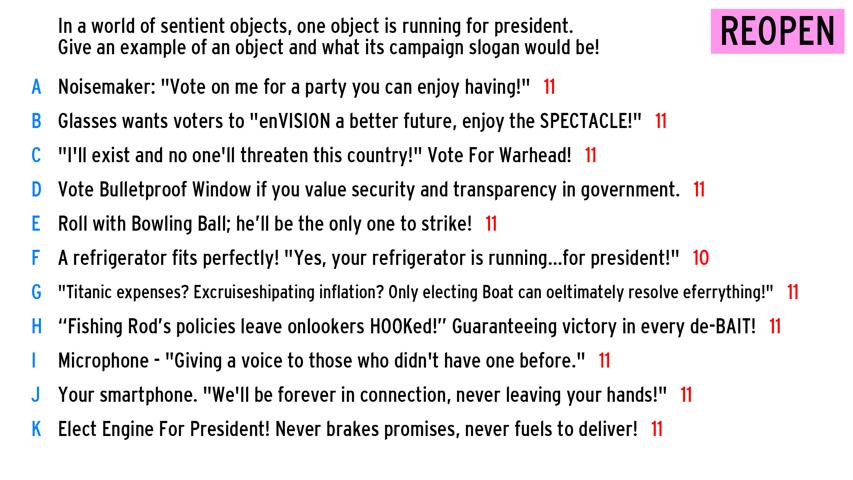 In a world of sentient objects, one object is running for president.
Give an example of an object and what its campaign slogan would be!
REOPEN
A Noisemaker: "Vote on me for a party you can enjoy having!" 11
B Glasses wants voters to "enVISION a better future, enjoy the SPECTACLE!" 11
C "I'll exist and no one'll threaten this country!" Vote For Warhead! 11
D Vote Bulletproof Window if you value security and transparency in government. 11
E Roll with Bowling Ball; he’ll be the only one to strike! 11
F A refrigerator fits perfectly! "Yes, your refrigerator is running...for president!" 10
G "Titanic expenses? Excruiseshipating inflation? Only electing Boat can oeltimately resolve eferrything!" 11
H “Fishing Rod’s policies leave onlookers HOOKed!” Guaranteeing victory in every de-BAIT! 11
I Microphone - "Giving a voice to those who didn't have one before." 11
J Your smartphone. "We'll be forever in connection, never leaving your hands!" 11
K Elect Engine For President! Never brakes promises, never fuels to deliver! 11